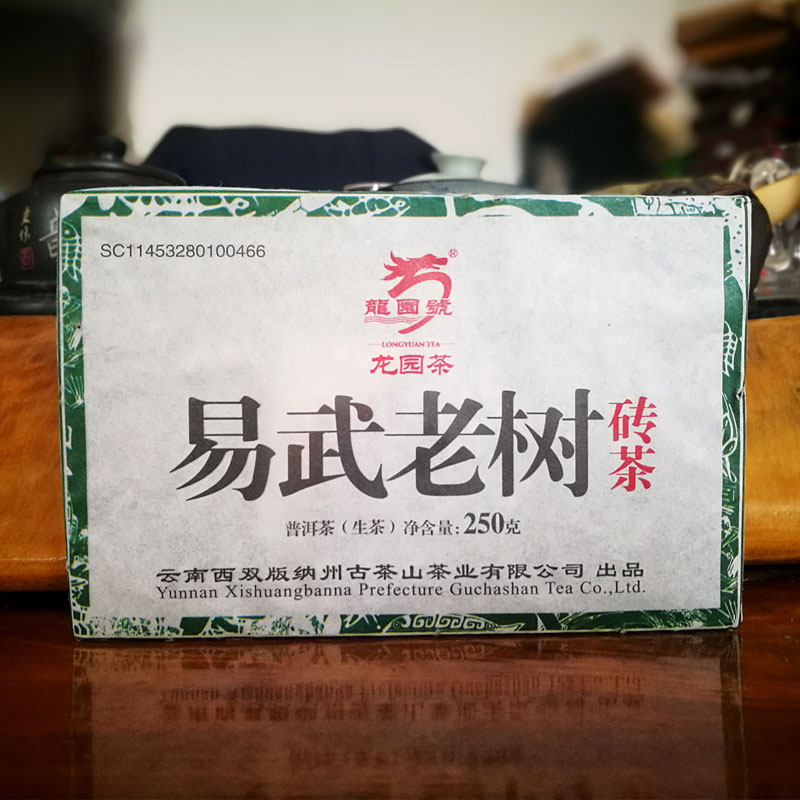 SC11453280100466
龍園號®
LONGYUAN TEA
龙园茶
易武老树
砖茶
普洱茶（生茶）净含量: 250克
云南西双版纳州古茶山茶业有限公司 出品
Yunnan Xishuangbanna Prefecture Guchashan Tea Co.,Ltd.